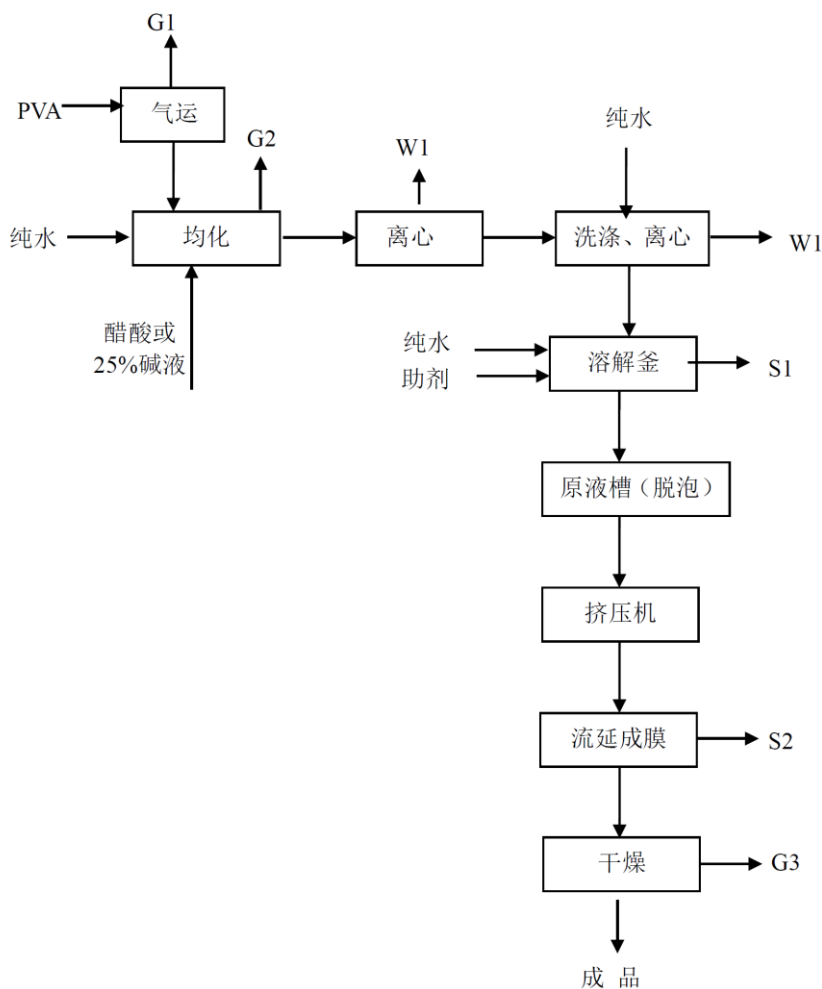 G1
PVA
气运
G2
W1
纯水
纯水
均化
离心
洗涤、离心
W1
醋酸或
25%碱液
纯水
助剂
溶解釜
S1
原液槽（脱泡）
挤压机
流延成膜
S2
干燥
G3
成 品